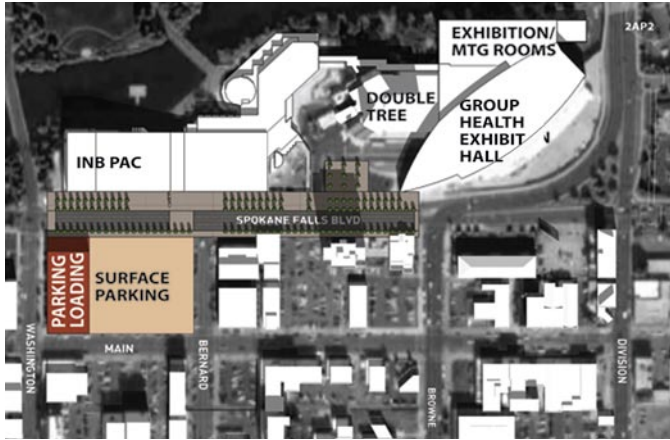 EXHIBITION/
MTG ROOMS
2AP2
DOUBLE
TREE
GROUP
HEALTH
EXHIBIT
HALL
INB PAC
SPOKANE FALLS BLVD
PARKING
LOADING
SURFACE
PARKING
WASHINGTON
MAIN
BERNARD
BROWNE
DIVISION